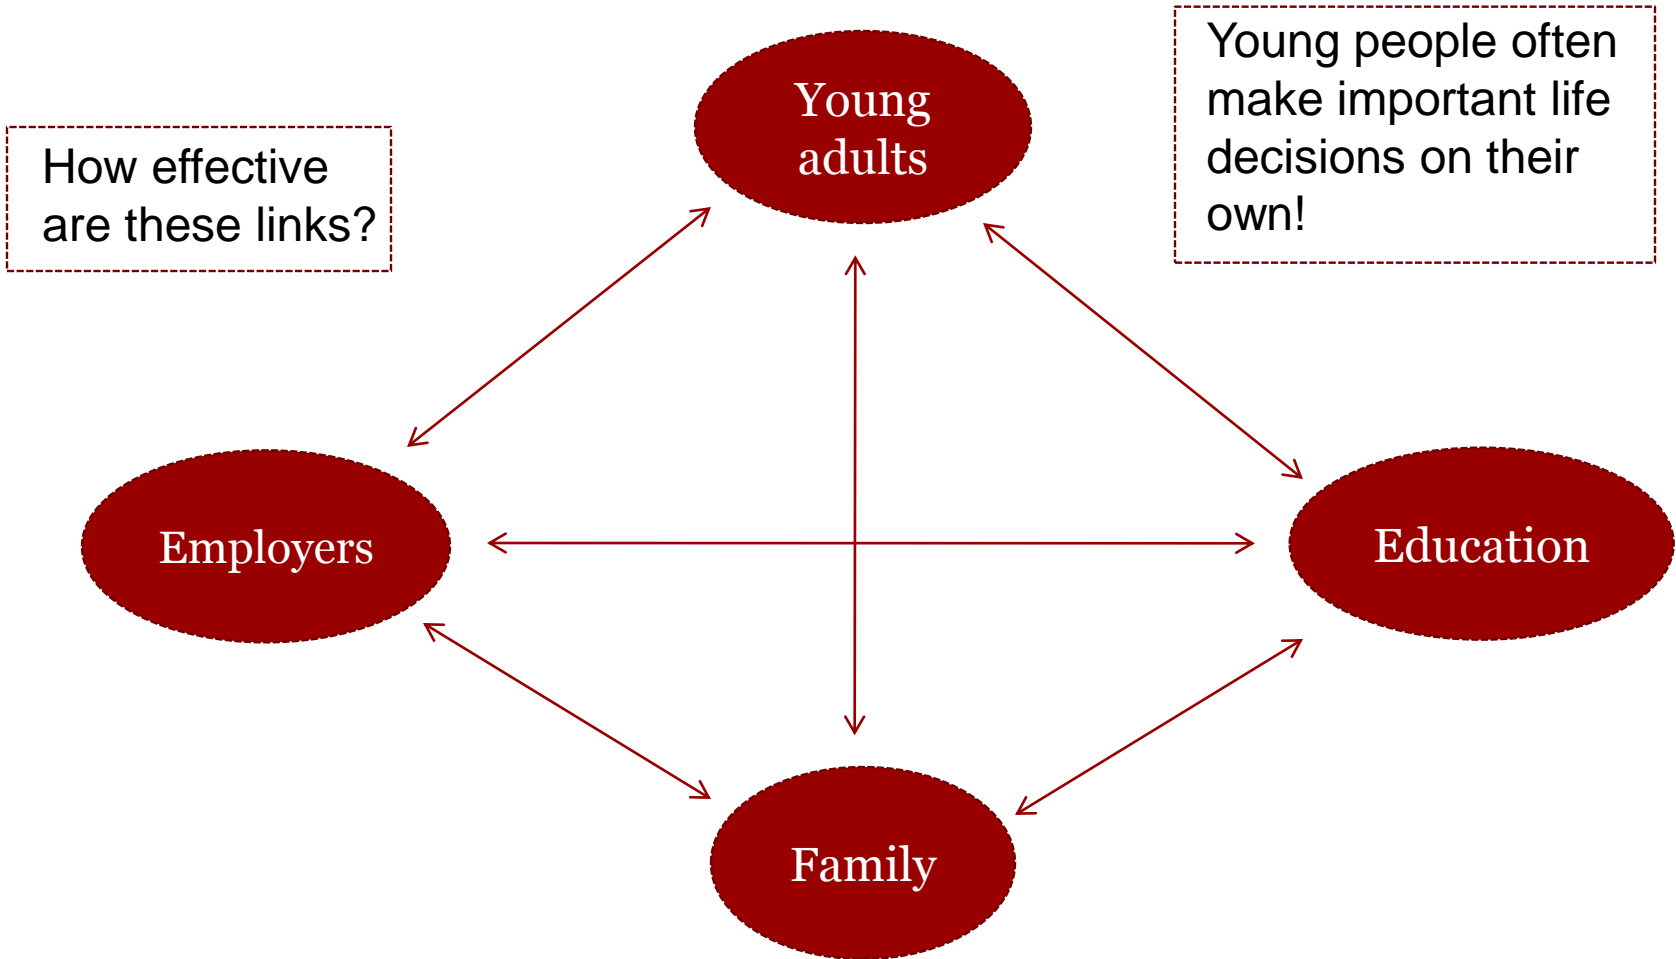 Young
adults
Young people often
make important life
decisions on their
own!
How effective
are these links?
Employers
Education
Family